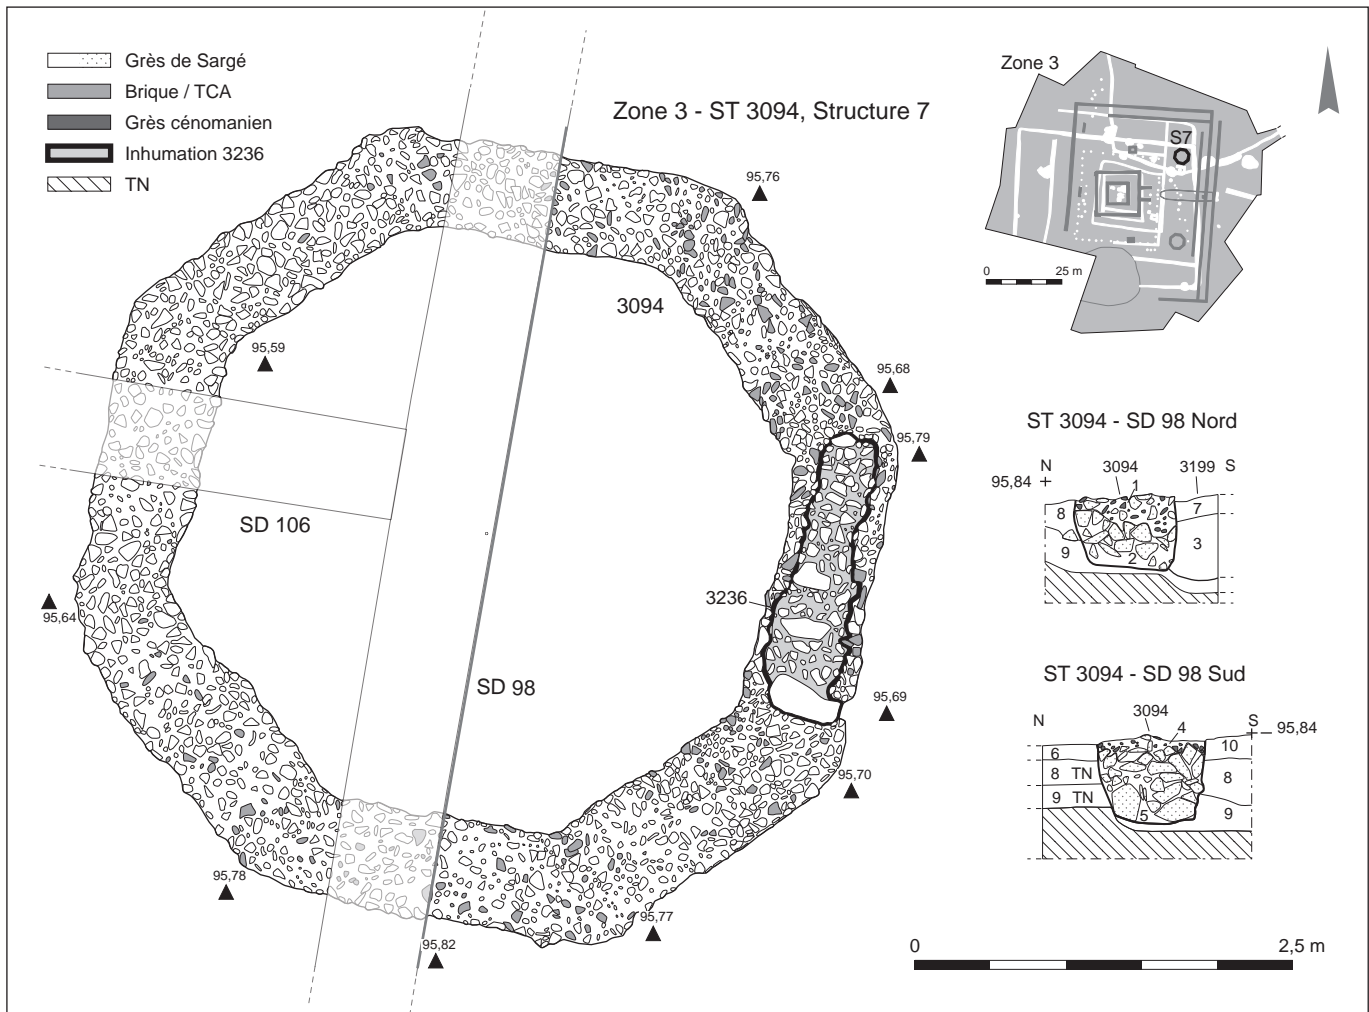 Grès de Sargé
Brique / TCA
Grès cénomanien
Inhumation 3236
TN
Zone 3 - ST 3094, Structure 7
Zone 3
S7
0 25 m
95,76
3094
95,59
95,68
95,79
SD 106
3236
95,64
SD 98
95,69
95,70
95,78
95,77
95,82
ST 3094 - SD 98 Nord
N 3094 3199 S
95,84
1
8 7
9 2 3
ST 3094 - SD 98 Sud
N 3094 S
4 95,84
6 10
8 TN 8
9 TN 5 9
0 2,5 m